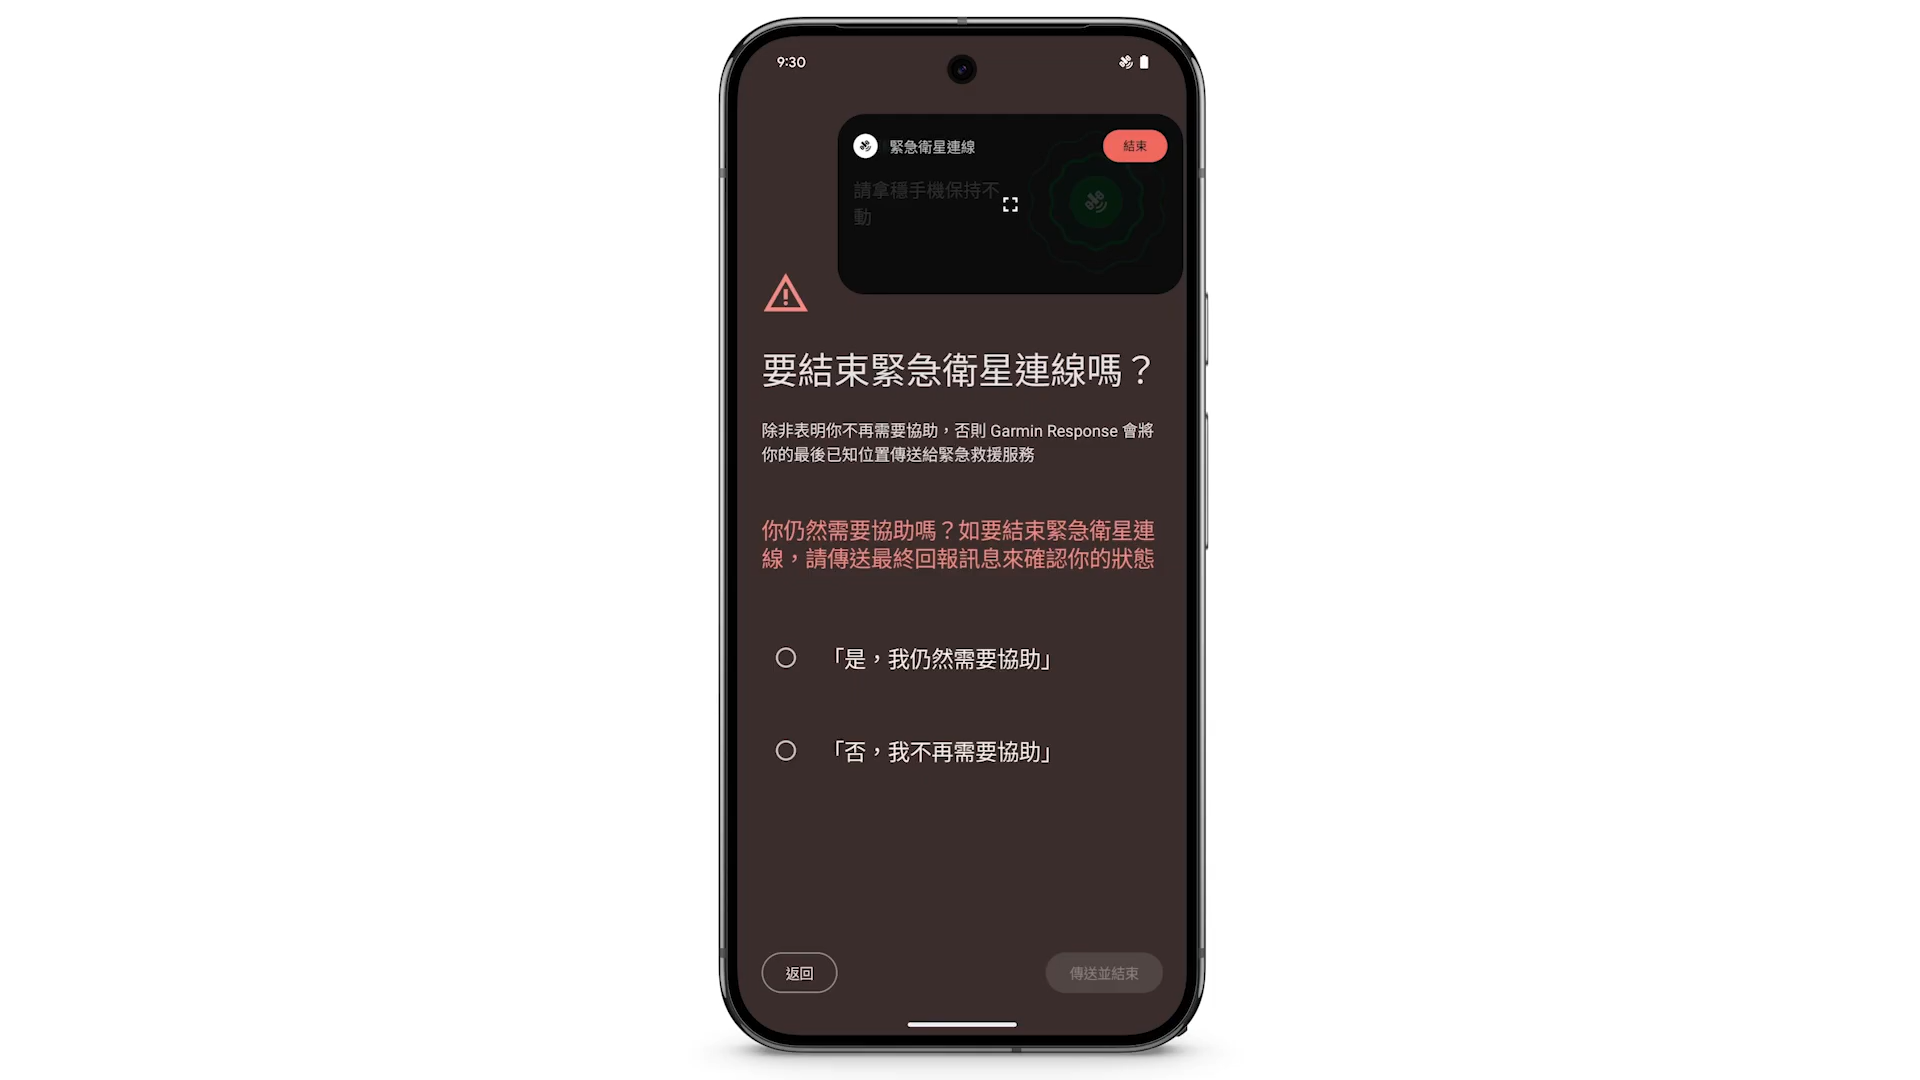 9:30
緊急衛星連線
結束
請拿穩手機保持不
動
要結束緊急衛星連線嗎？
除非表明你不再需要協助，否則 Garmin Response 會將
你的最後已知位置傳送給緊急救援服務
你仍然需要協助嗎？如要結束緊急衛星連
線，請傳送最終回報訊息來確認你的狀態
「是，我仍然需要協助」
「否，我不再需要協助」
返回
傳送並結束